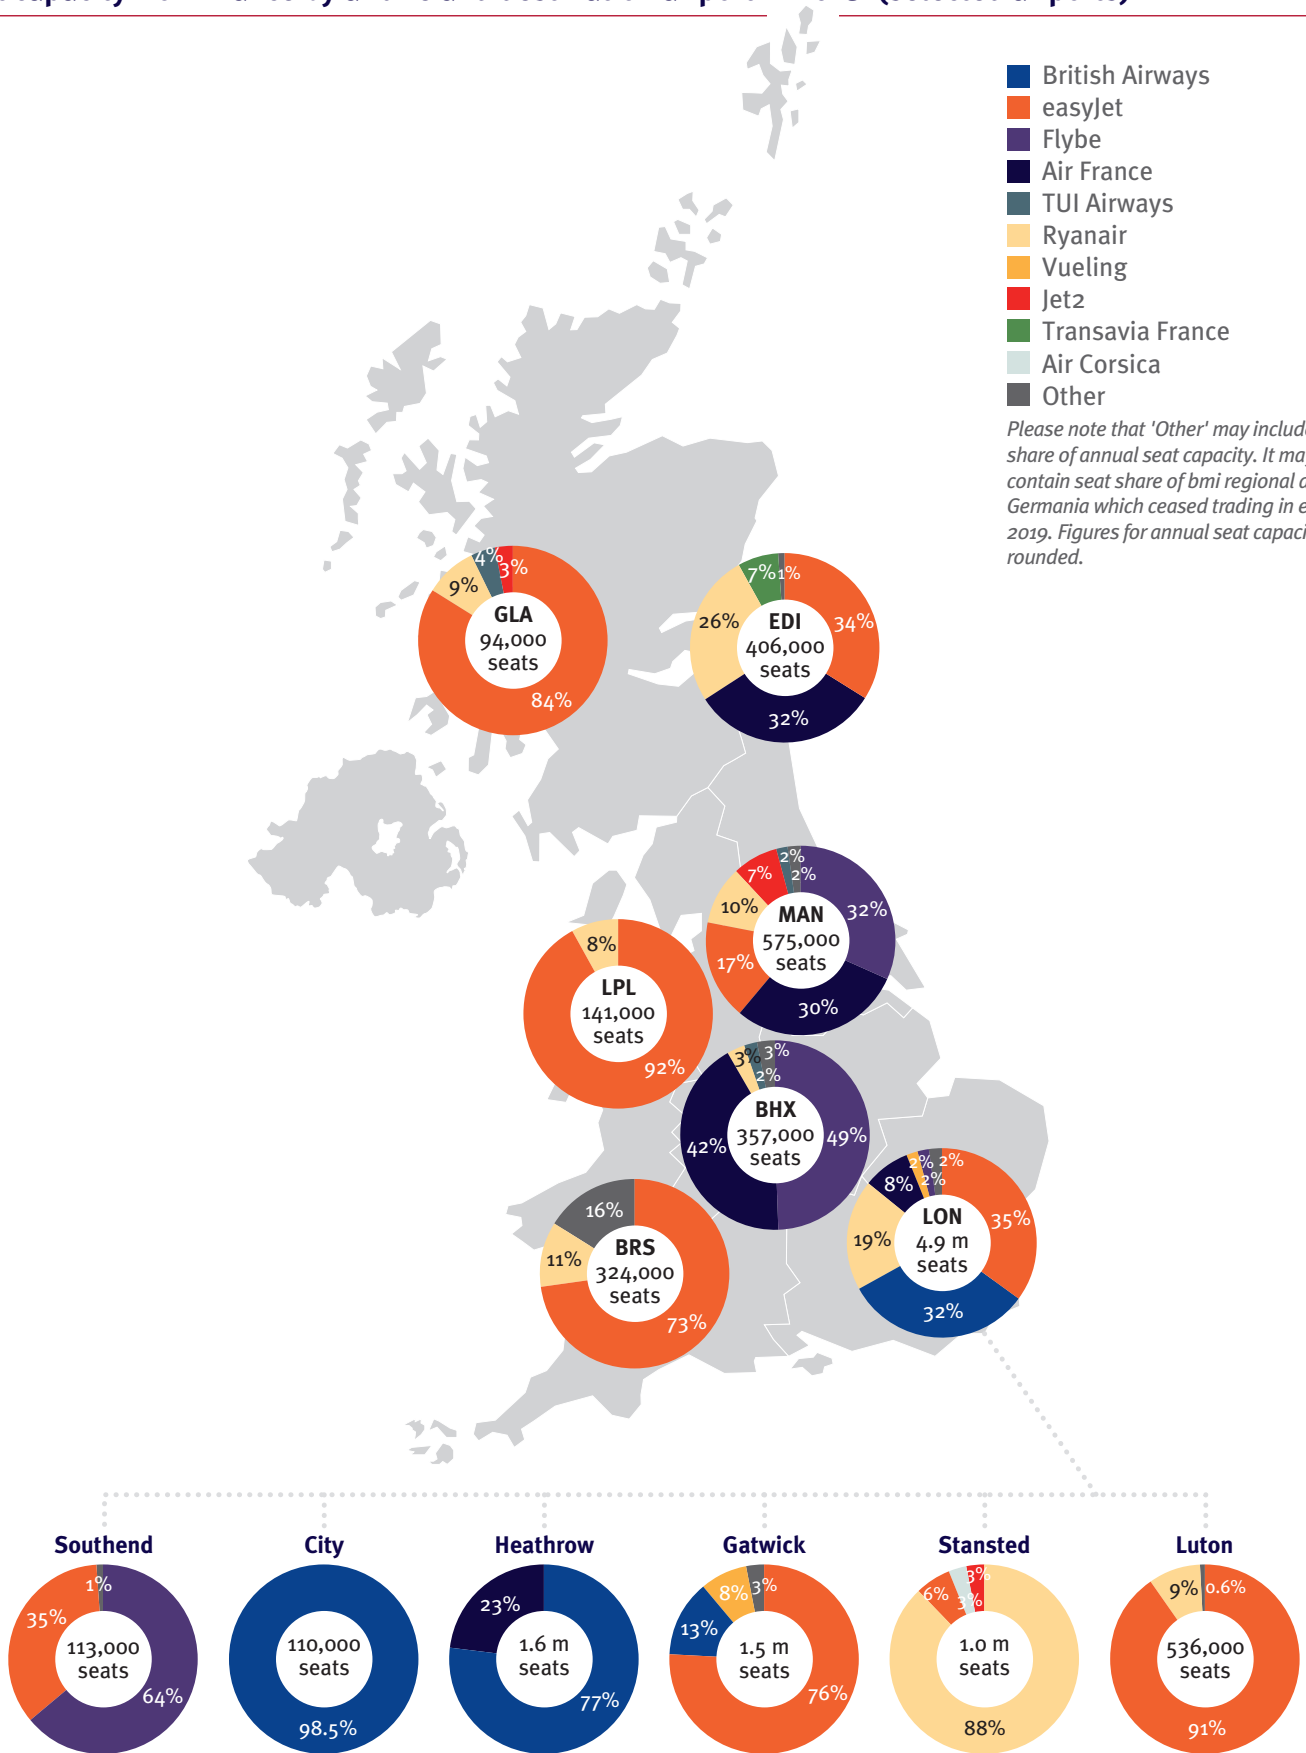 British Airways
easyJet
Flybe
Air France
TUI Airways
Ryanair
Vueling
Jet2
Transavia France
Air Corsica
Other
Please note that 'Other' may include
share of annual seat capacity. It may
contain seat share of bmi regional
Germania which ceased trading in
2019. Figures for annual seat
rounded.
4%
3%
9%
GLA
94,000
seats
84%
7%
1%
26%
EDI
34%
406,000
seats
32%
2%
7%
2%
10%
MAN
32%
575,000
seats
17%
30%
8%
LPL
141,000
seats
92%
3%
3%
2%
BHX
42%
357,000
49%
seats
16%
11%
BRS
324,000
seats
73%
2%
2%
8%
2%
LON
35%
19%
4.9 m
seats
32%
Southend
1%
35%
113,000
seats
64%
City
110,000
seats
98.5%
Heathrow
23%
1.6 m
seats
77%
Gatwick
8%
3%
13%
1.5 m
seats
76%
Stansted
3%
6%
3%
1.0 m
seats
88%
Luton
9%
0.6%
536,000
seats
91%